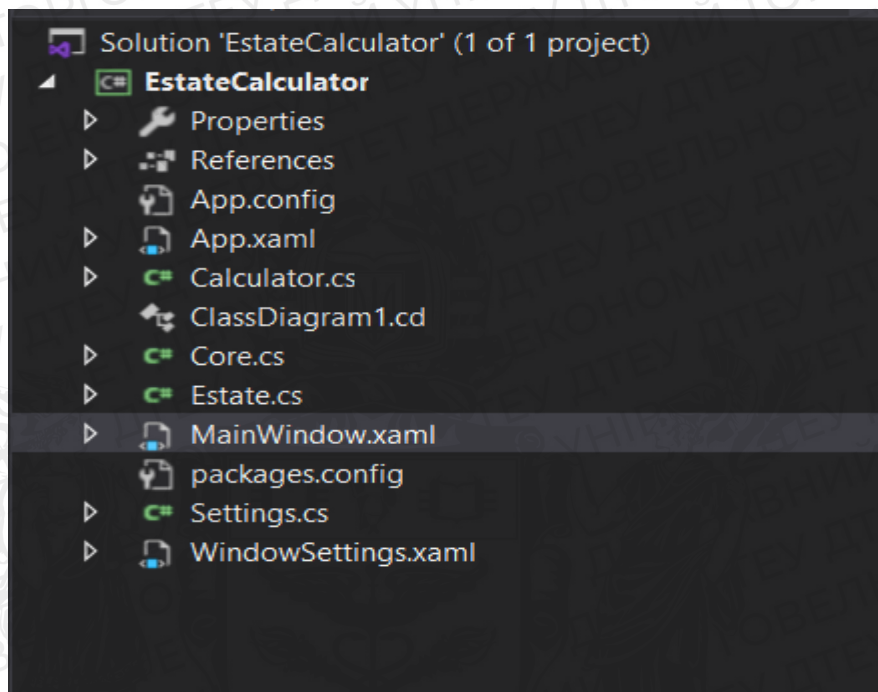 Solution 'EstateCalculator' (1 of 1 project)
C# EstateCalculator
Properties
References
App.config
App.xaml
C# Calculator.cs
ClassDiagram1.cd
C# Core.cs
C# Estate.cs
MainWindow.xaml
packages.config
C# Settings.cs
WindowSettings.xaml